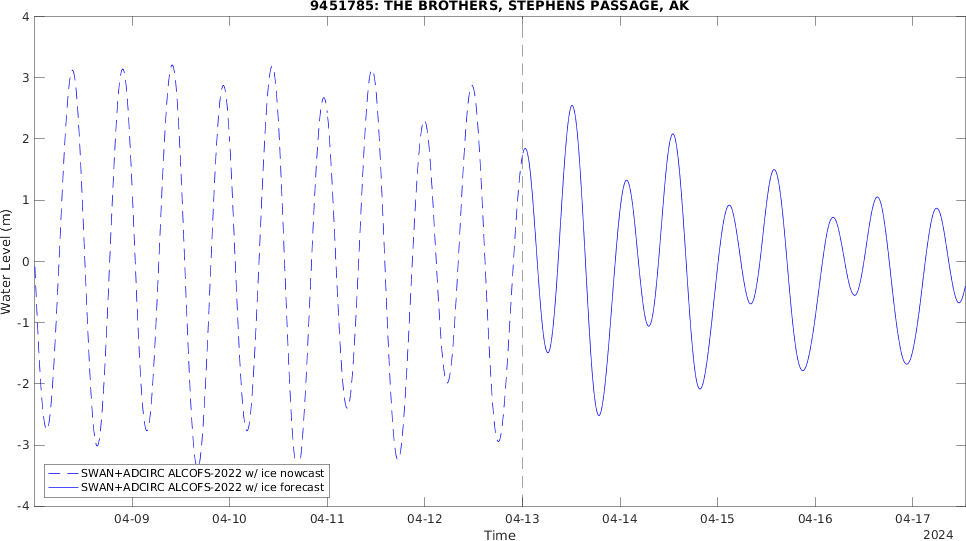 9451785: THE BROTHERS, STEPHENS PASSAGE, AK
4
3
2
1
0
-1
-2
-3
-4
Water Level (m)
SWAN+ADCIRC ALCOFS-2022 w/ ice nowcast
SWAN+ADCIRC ALCOFS-2022 w/ ice forecast
04-09 04-10 04-11 04-12 04-13 04-14 04-15 04-16 04-17
Time
2024